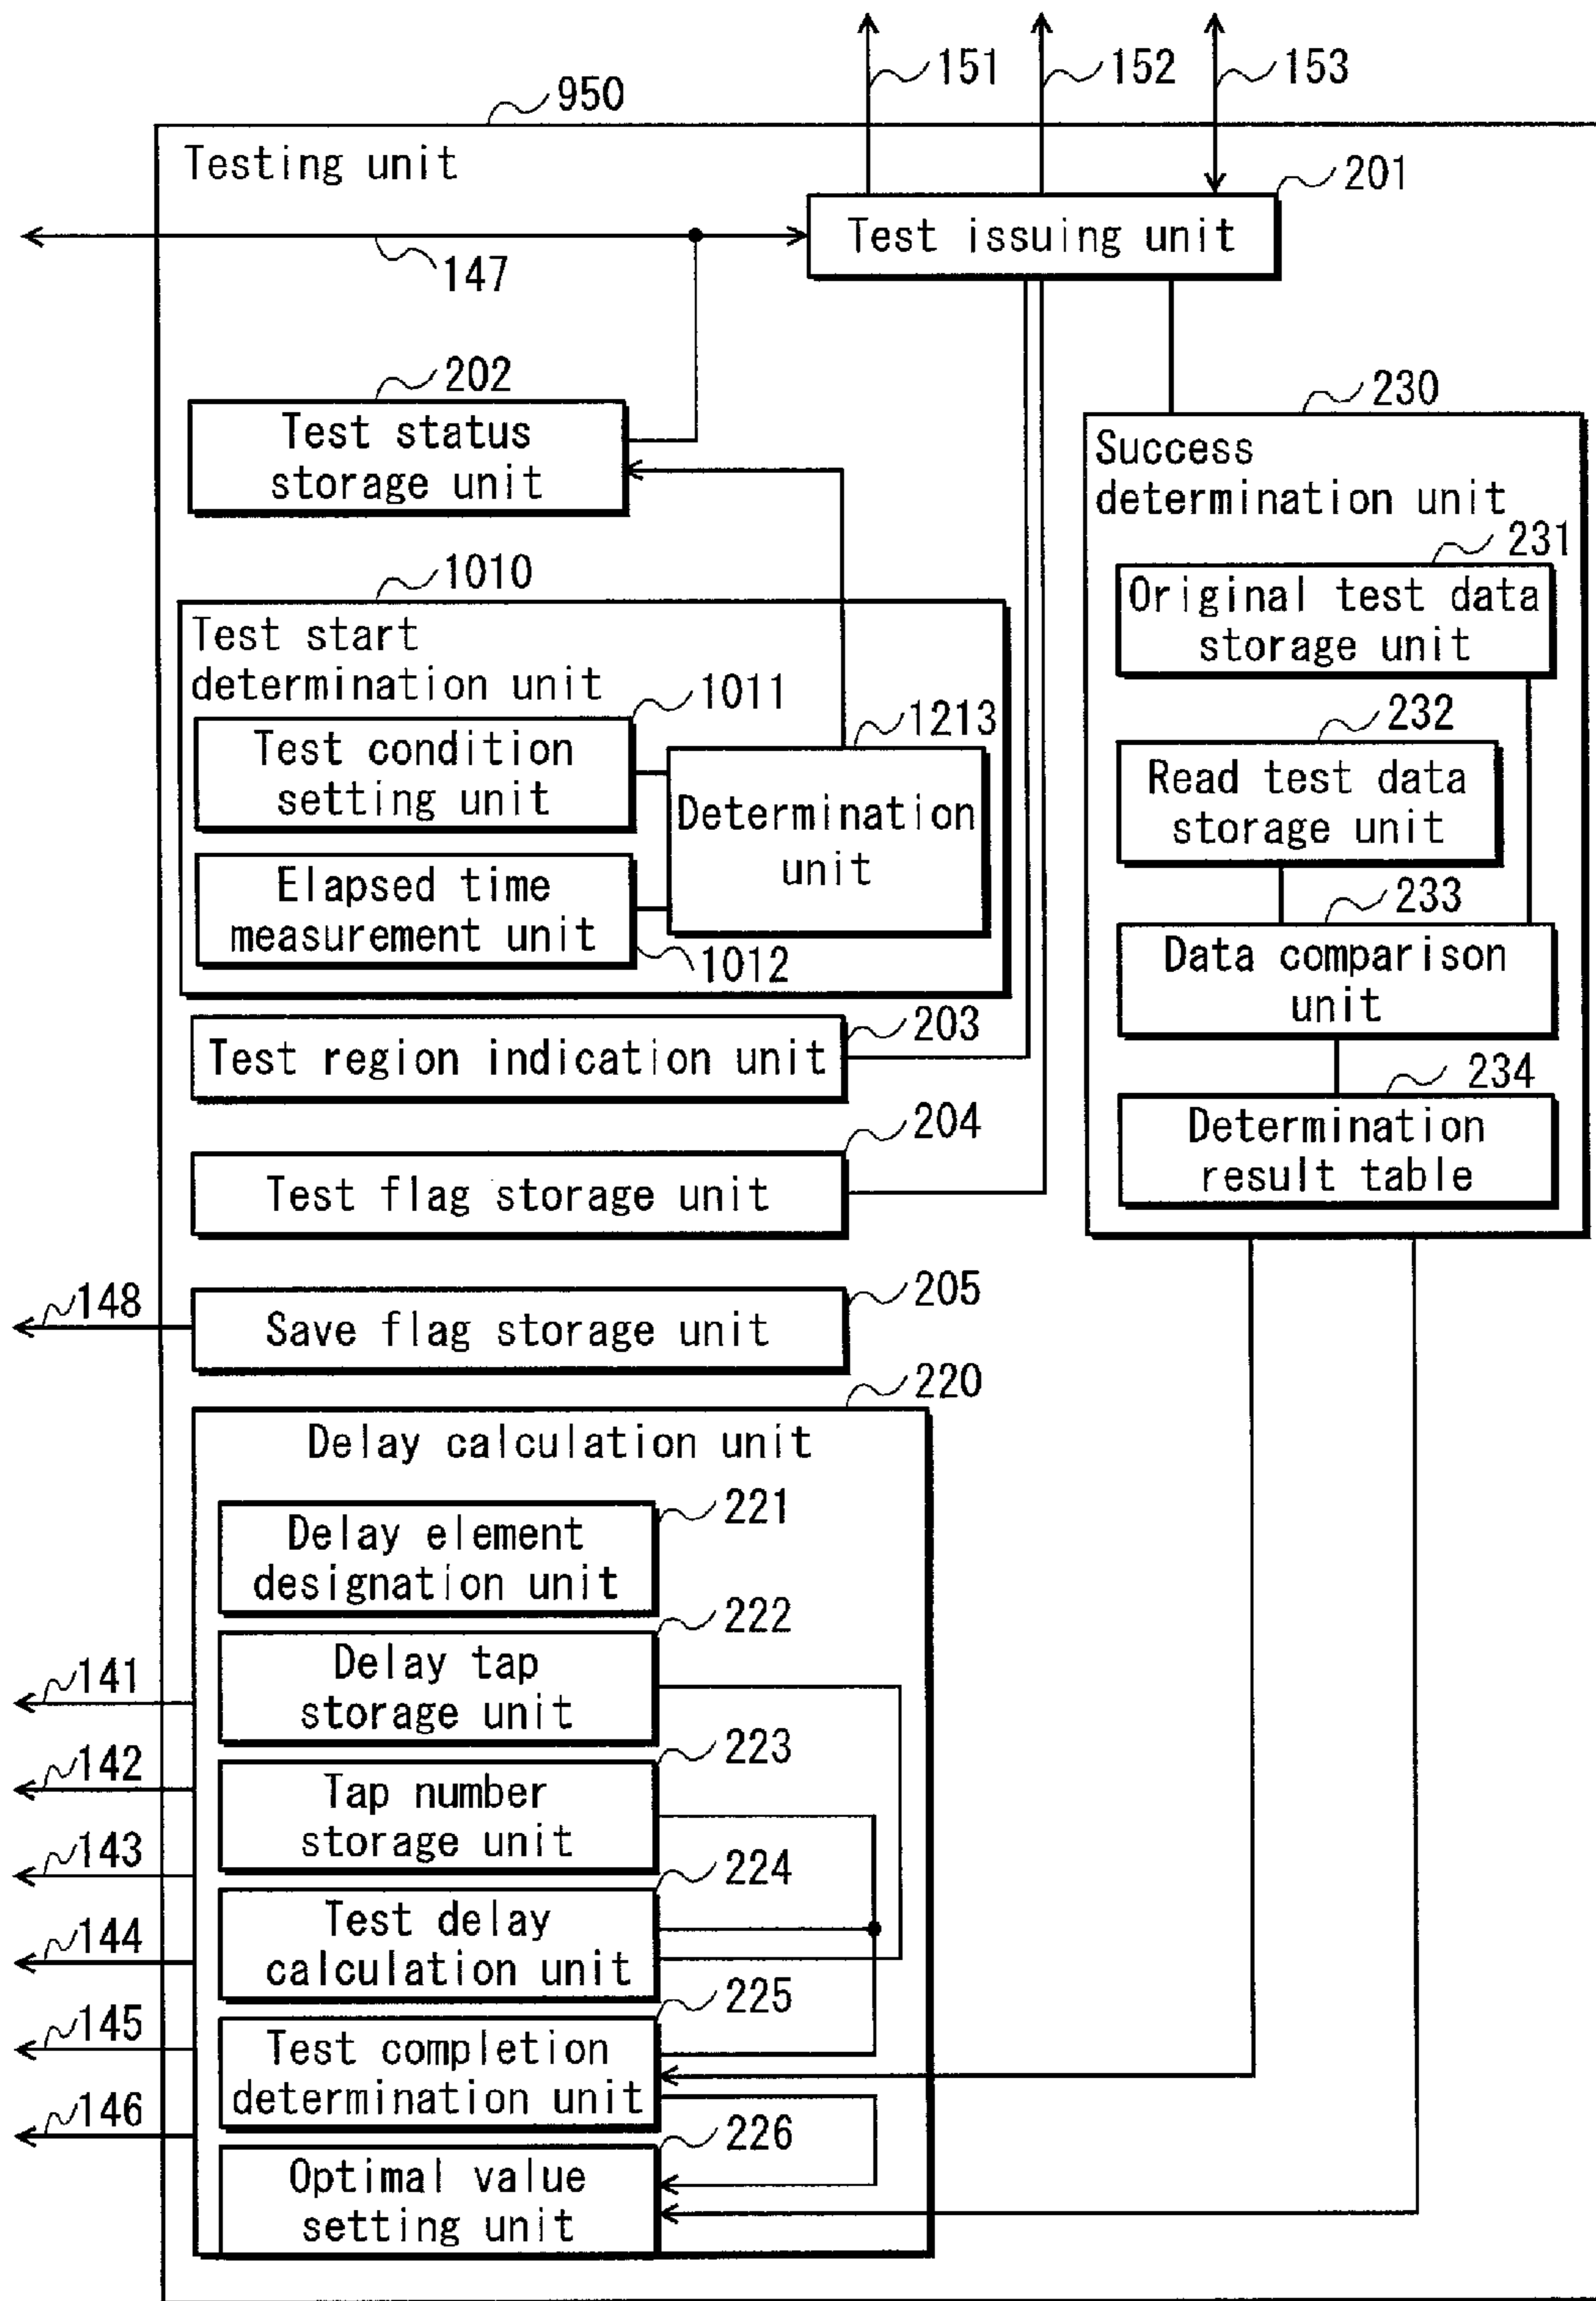 151
152
153
950
Testing unit
201
Test issuing unit
147
202
Test status
storage unit
230
Success
determination unit
231
Original test data
storage unit
1010
Test start
determination unit
1011
Test condition
setting unit
1213
Determination
unit
232
Read test data
storage unit
Elapsed time
measurement unit
1012
233
Data comparison
unit
203
Test region indication unit
234
Determination
result table
204
Test flag storage unit
148
205
Save flag storage unit
220
Delay calculation unit
221
Delay element
designation unit
222
Delay tap
storage unit
141
223
Tap number
storage unit
142
143
224
Test delay
calculation unit
144
225
Test completion
determination unit
145
146
226
Optimal value
setting unit